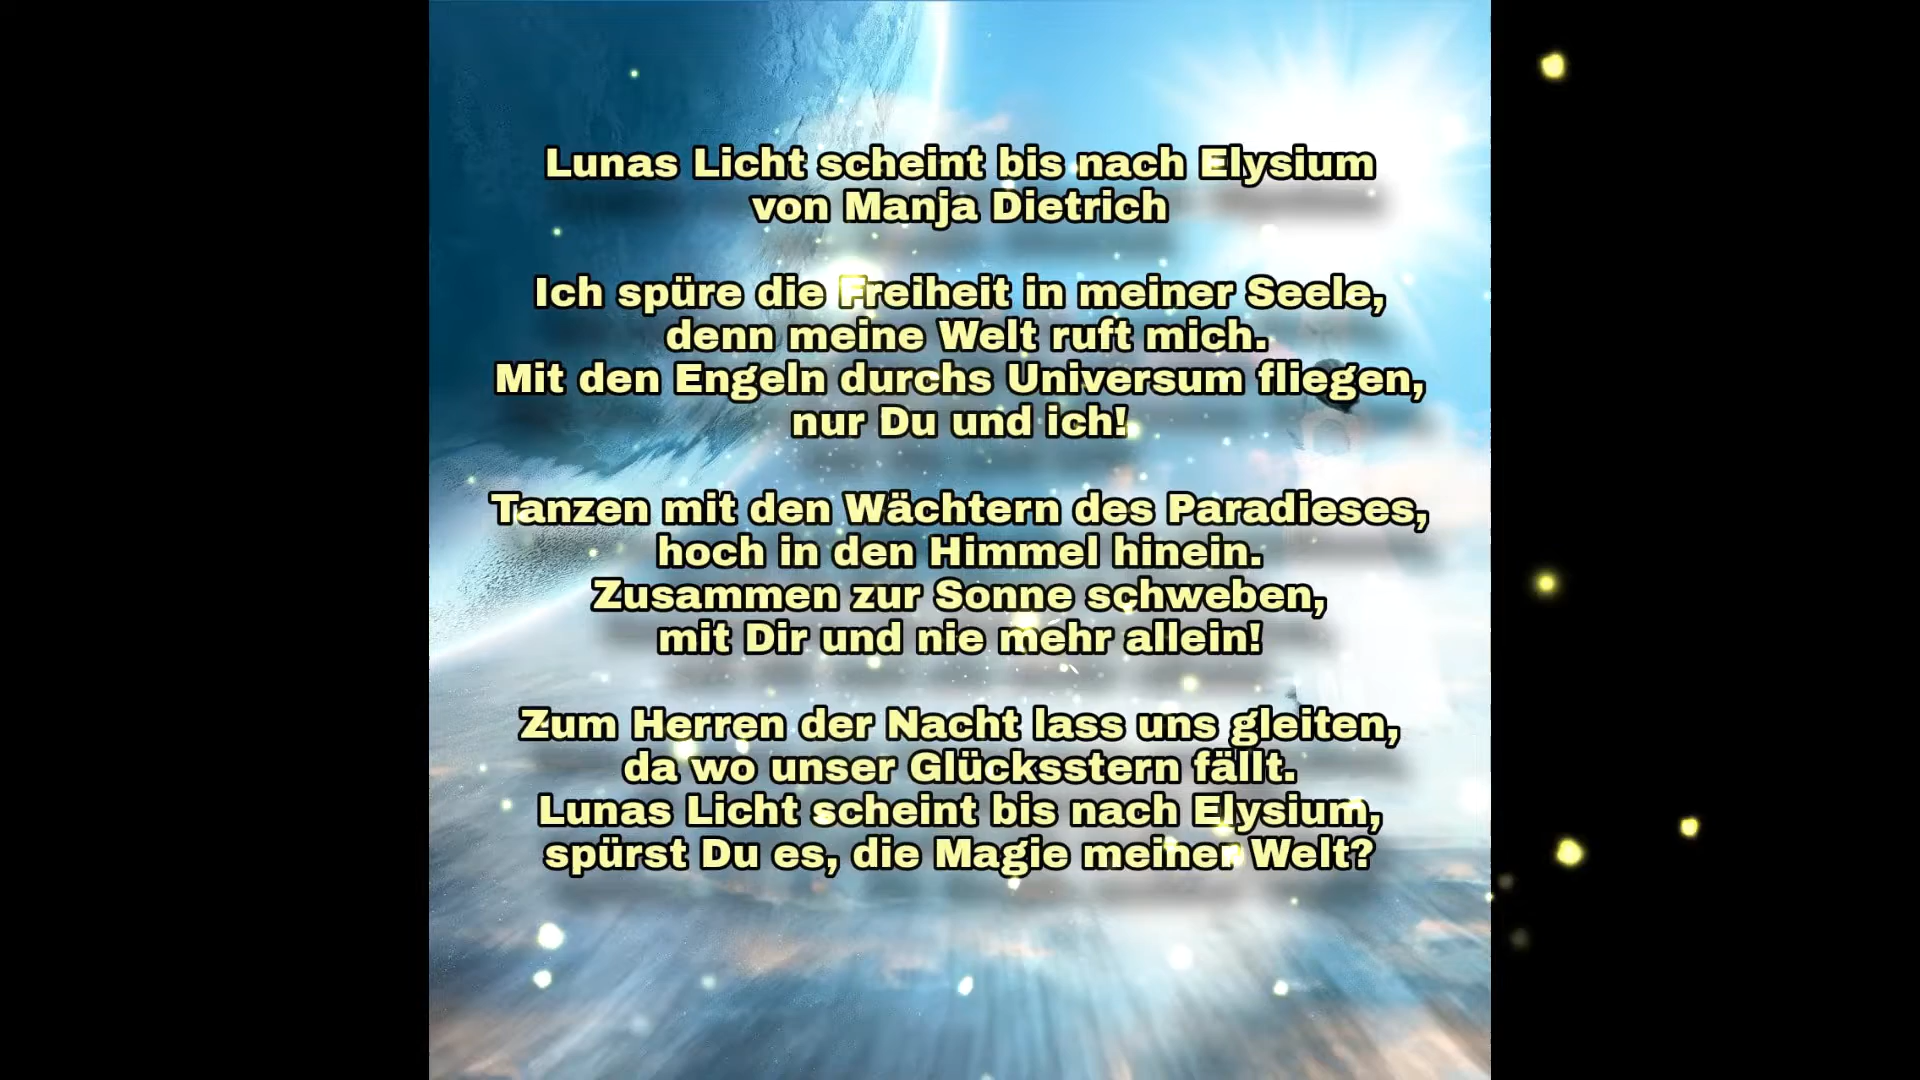 Lunas Licht scheint bis nach Elysium
von Manja Dietrich
Ich spüre die Freiheit in meiner Seele,
denn meine Welt ruft mich.
Mit den Engeln durchs Universum fliegen,
nur Du und ich!
Tanzen mit den Wächtern des Paradieses,
hoch in den Himmel hinein.
Zusammen zur Sonne schweben,
mit Dir und nie mehr allein!
Zum Herren der Nacht lass uns gleiten,
da wo unser Glücksstern fällt.
Lunas Licht scheint bis nach Elysium,
spürst Du es, die Magie meiner Welt?